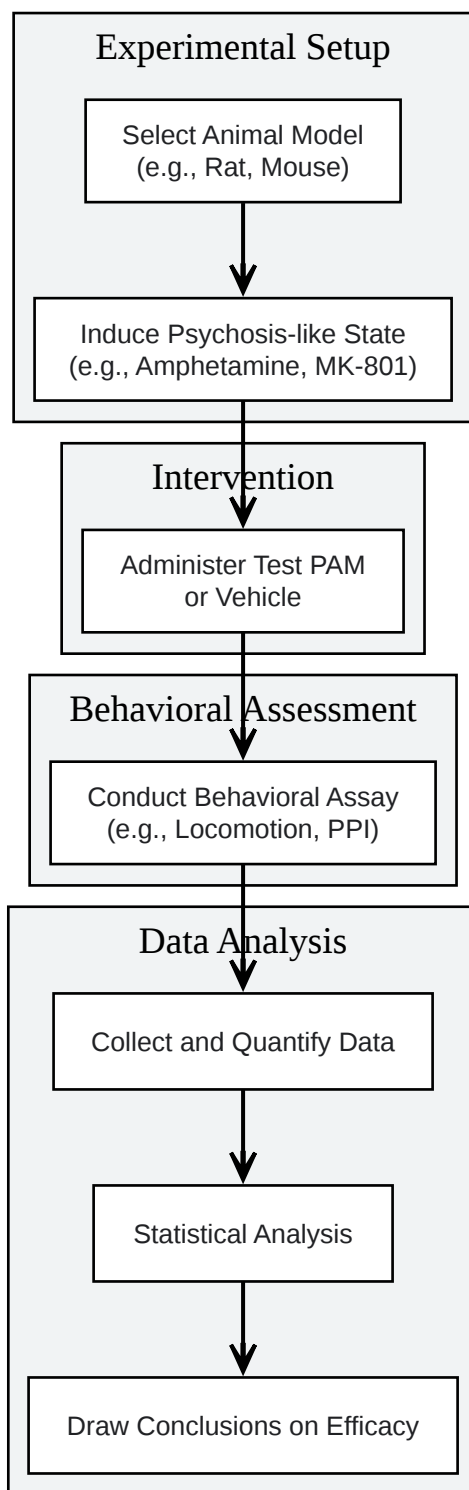 Experimental Setup
Select Animal Model
(e.g., Rat, Mouse)
Induce Psychosis-like State
(e.g., Amphetamine, MK-801)
Intervention
Administer Test PAM
or Vehicle
Behavioral Assessment
Conduct Behavioral Assay
(e.g., Locomotion, PPI)
Data Analysis
Collect and Quantify Data
Statistical Analysis
Draw Conclusions on Efficacy